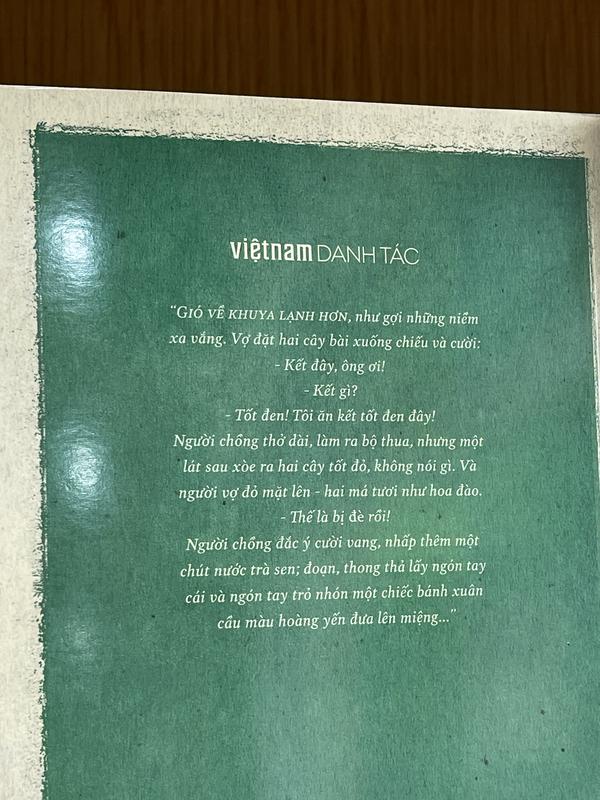 việtnam DANH TÁC
“GIÓ VỀ KHUYA LẠNH HƠN, như gợi những niềm
xa vắng. Vợ đặt hai cây bài xuống chiếu và cười:
- Kết đây, ông ơi!
- Kết gì?
- Tốt đen! Tôi ăn kết tốt đen đây!
Người chồng thở dài, làm ra bộ thua, nhưng một
lát sau xòe ra hai cây tốt đỏ, không nói gì. Và
người vợ đỏ mặt lên - hai má tươi như hoa đào.
- Thế là bị đè rồi!
Người chồng đắc ý cười vang, nhấp thêm một
chút nước trà sen; đoạn, thong thả lấy ngón tay
cái và ngón tay trỏ nhón một chiếc bánh xuân
cầu màu hoàng yến đưa lên miệng...”